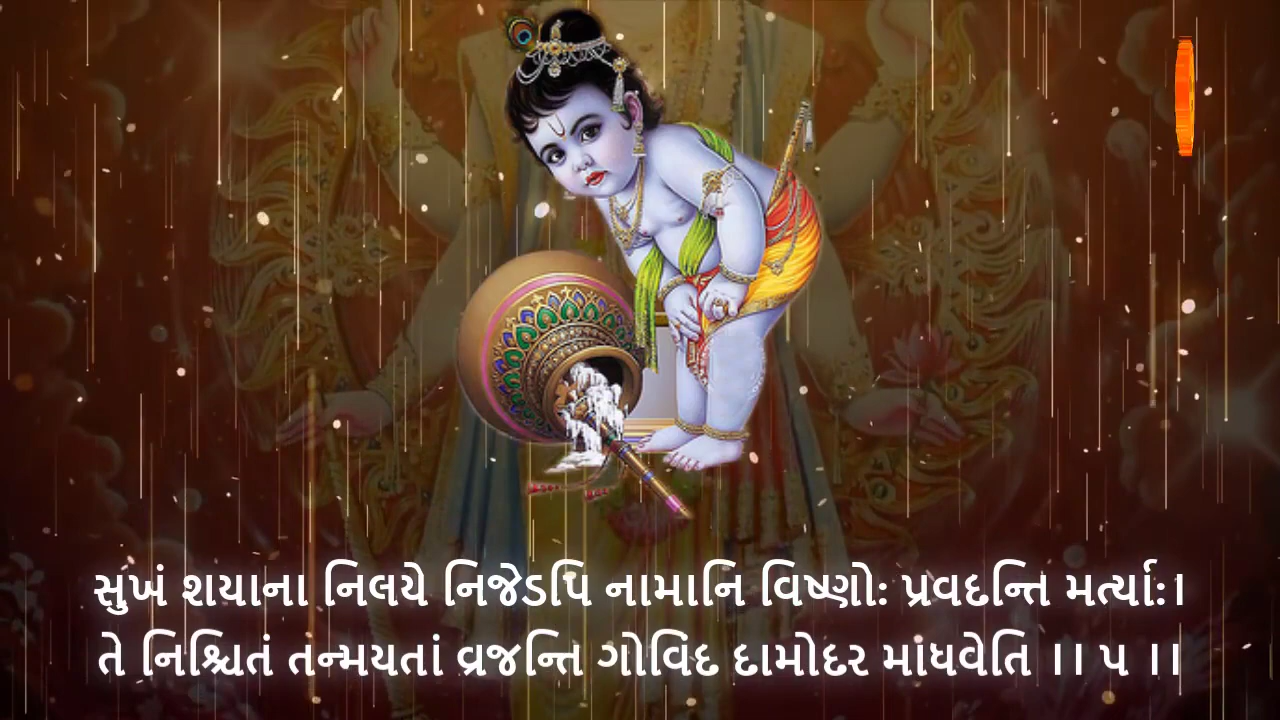 સુખં શયાના નિલયે નિજેડપિ નામાનિ વિષ્ણો: પ્રવદન્તિ મર્ત્યા:।
તે નિશ્ચિતં તન્મયતાં વ્રજન્તિ ગોવિંદ દામોદર માંધવેતિ ।। ૫ ।।